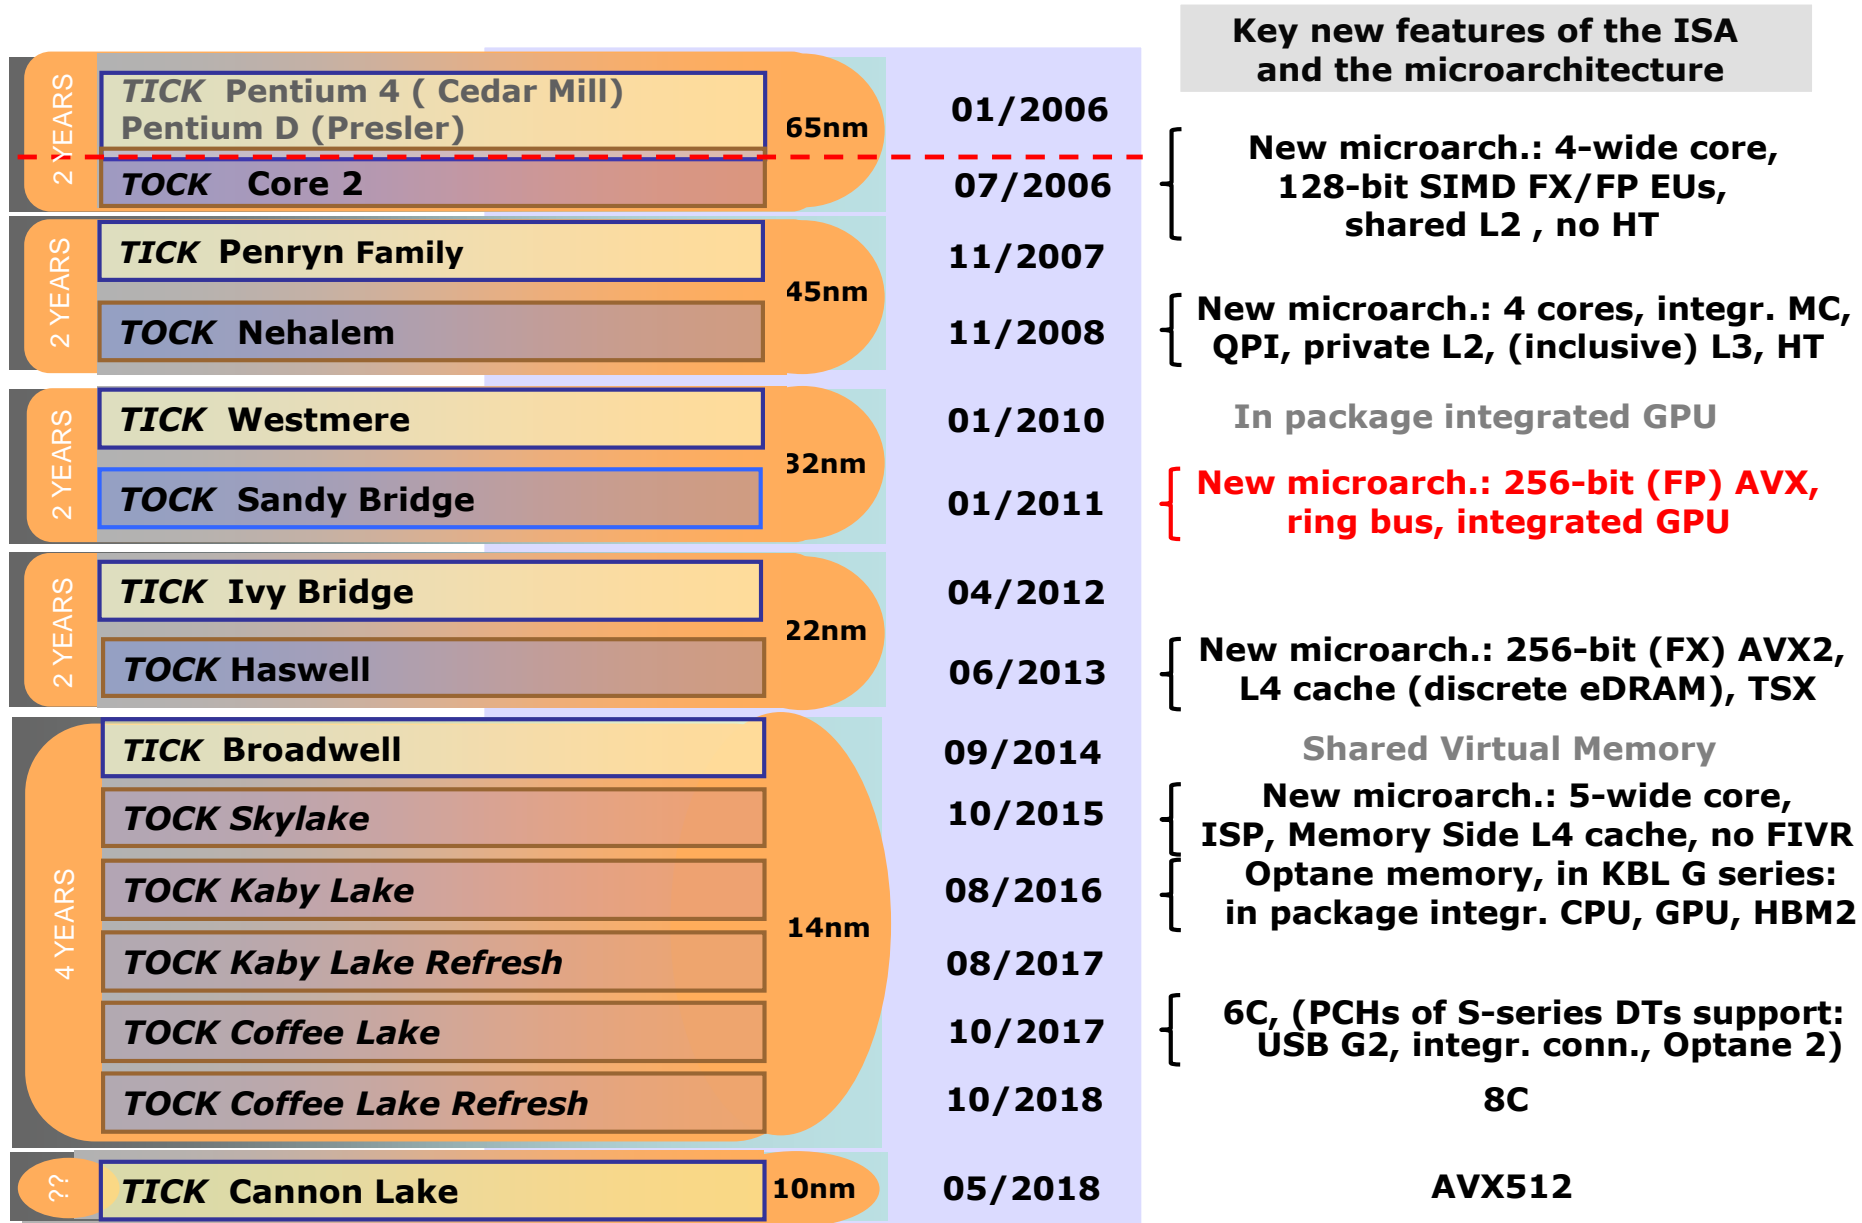 Key new features of the ISA
and the microarchitecture
2 YEARS
TICK Pentium 4 ( Cedar Mill)
Pentium D (Presler)
65nm
01/2006
TOCK Core 2
07/2006
New microarch.: 4-wide core,
128-bit SIMD FX/FP EUs,
shared L2 , no HT
2 YEARS
TICK Penryn Family
45nm
11/2007
TOCK Nehalem
11/2008
New microarch.: 4 cores, integr. MC,
QPI, private L2, (inclusive) L3, HT
2 YEARS
TICK Westmere
32nm
01/2010
In package integrated GPU
TOCK Sandy Bridge
01/2011
New microarch.: 256-bit (FP) AVX,
ring bus, integrated GPU
2 YEARS
TICK Ivy Bridge
22nm
04/2012
TOCK Haswell
06/2013
New microarch.: 256-bit (FX) AVX2,
L4 cache (discrete eDRAM), TSX
4 YEARS
TICK Broadwell
09/2014
Shared Virtual Memory
TOCK Skylake
10/2015
New microarch.: 5-wide core,
ISP, Memory Side L4 cache, no FIVR
TOCK Kaby Lake
14nm
08/2016
Optane memory, in KBL G series:
in package integr. CPU, GPU, HBM2
TOCK Kaby Lake Refresh
08/2017
TOCK Coffee Lake
10/2017
6C, (PCHs of S-series DTs support:
USB G2, integr. conn., Optane 2)
TOCK Coffee Lake Refresh
10/2018
8C
??
TICK Cannon Lake
10nm
05/2018
AVX512